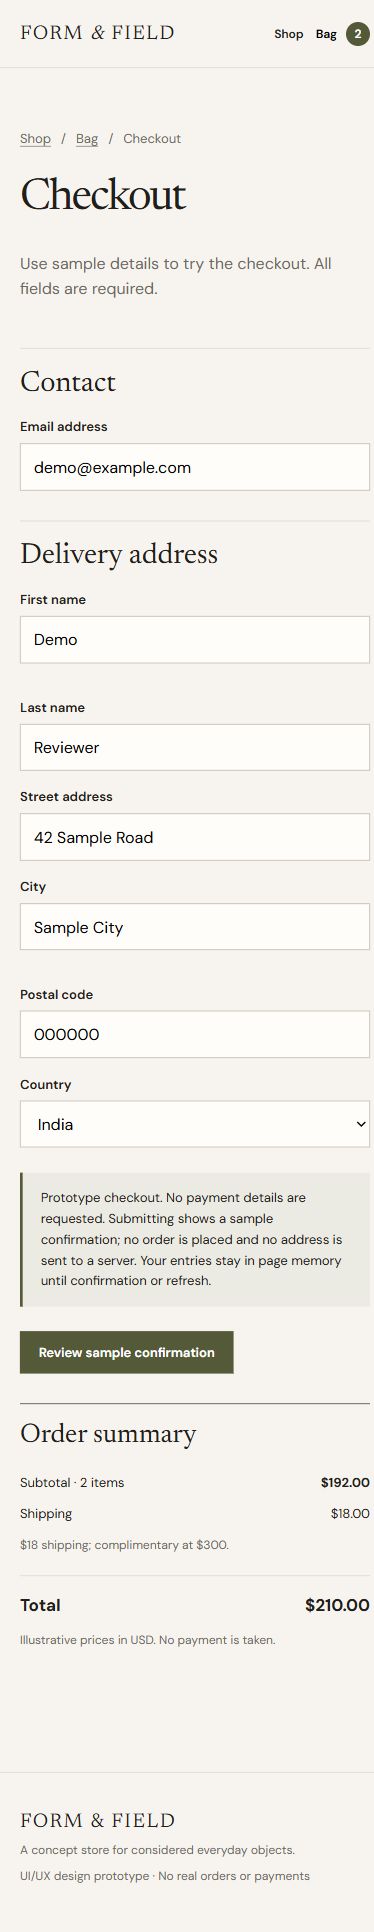 FORM & FIELD
Shop Bag 2
Shop / Bag / Checkout
Checkout
Use sample details to try the checkout. All
fields are required.
Contact
Email address
demo@example.com
Delivery address
First name
Demo
Last name
Reviewer
Street address
42 Sample Road
City
Sample City
Postal code
000000
Country
India
Prototype checkout. No payment details are
requested. Submitting shows a sample
confirmation; no order is placed and no address is
sent to a server. Your entries stay in page memory
until confirmation or refresh.
Review sample confirmation
Order summary
Subtotal · 2 items $192.00
Shipping $18.00
$18 shipping; complimentary at $300.
Total $210.00
Illustrative prices in USD. No payment is taken.
FORM & FIELD
A concept store for considered everyday objects.
UI/UX design prototype · No real orders or payments